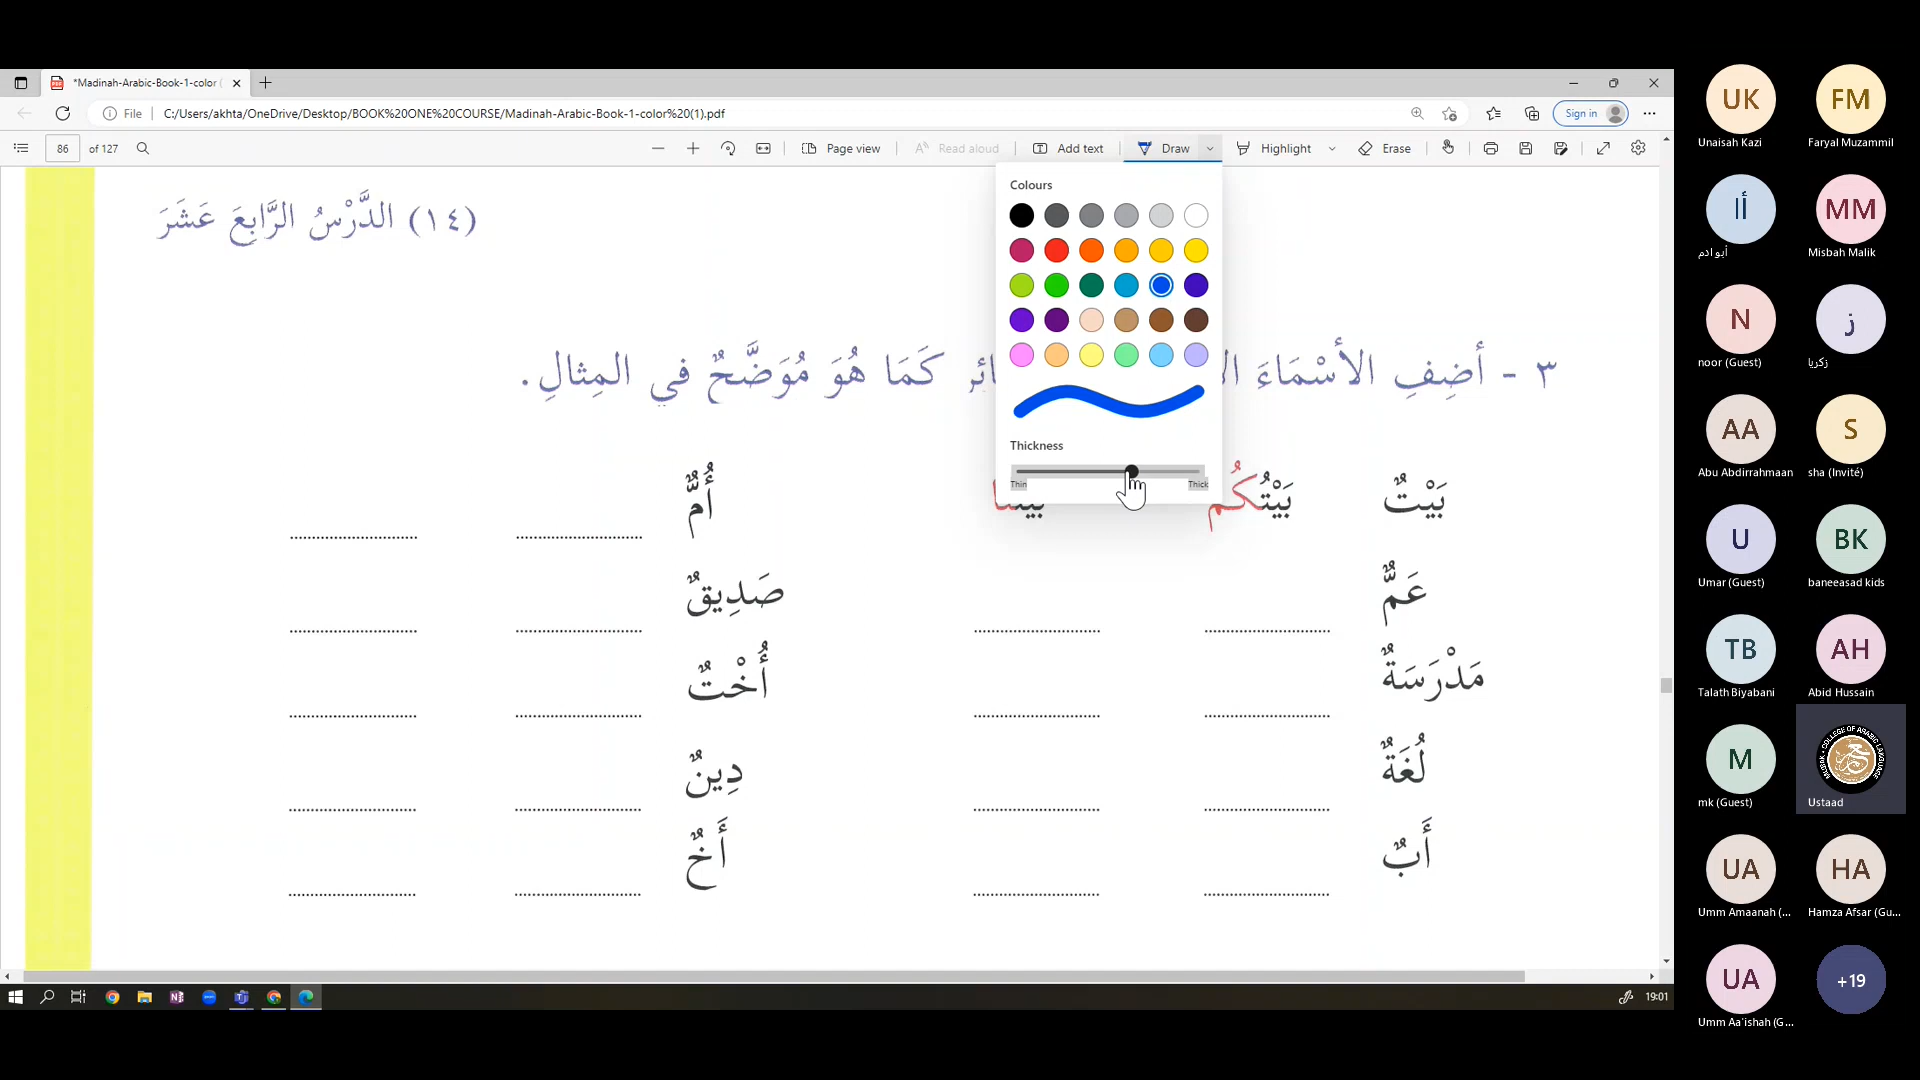 *Madinah-Arabic-Book-1-color (
File
C:/Users/akhta/OneDrive/Desktop/BOOK%20ONE%20COURSE/Madinah-Arabic-Book-1-color%20(1).pdf
Sign in
86 of 127
Page view
Read aloud
Add text
Draw
Highlight
Erase
Colours
Thickness
Thin
Thick
(١٤) الدَّرْسُ الرَّابِعَ عَشَرَ
٣ - أَضِفِ الأَسْمَاءَ كَمَا هُوَ مُوَضَّحٌ في المِثالِ.
بَيْتٌ بَيْتُكُم أُمٌّ
عَمٌّ صَدِيقٌ
مَدْرَسَةٌ أُخْتٌ
لُغَةٌ دِينٌ
أَبٌ أَخٌ
19:01
UK FM
Unaisah Kazi Faryal Muzammil
أا MM
أبو ادم Misbah Malik
N ز
noor (Guest) زكريا
AA S
Abu Abdirrahmaan sha (Invité)
U BK
Umar (Guest) baneeasad kids
TB AH
Talath Biyabani Abid Hussain
M
mk (Guest) Ustaad
UA HA
Umm Amaanah (... Hamza Afsar (Gu...
UA +19
Umm Aa'ishah (G...